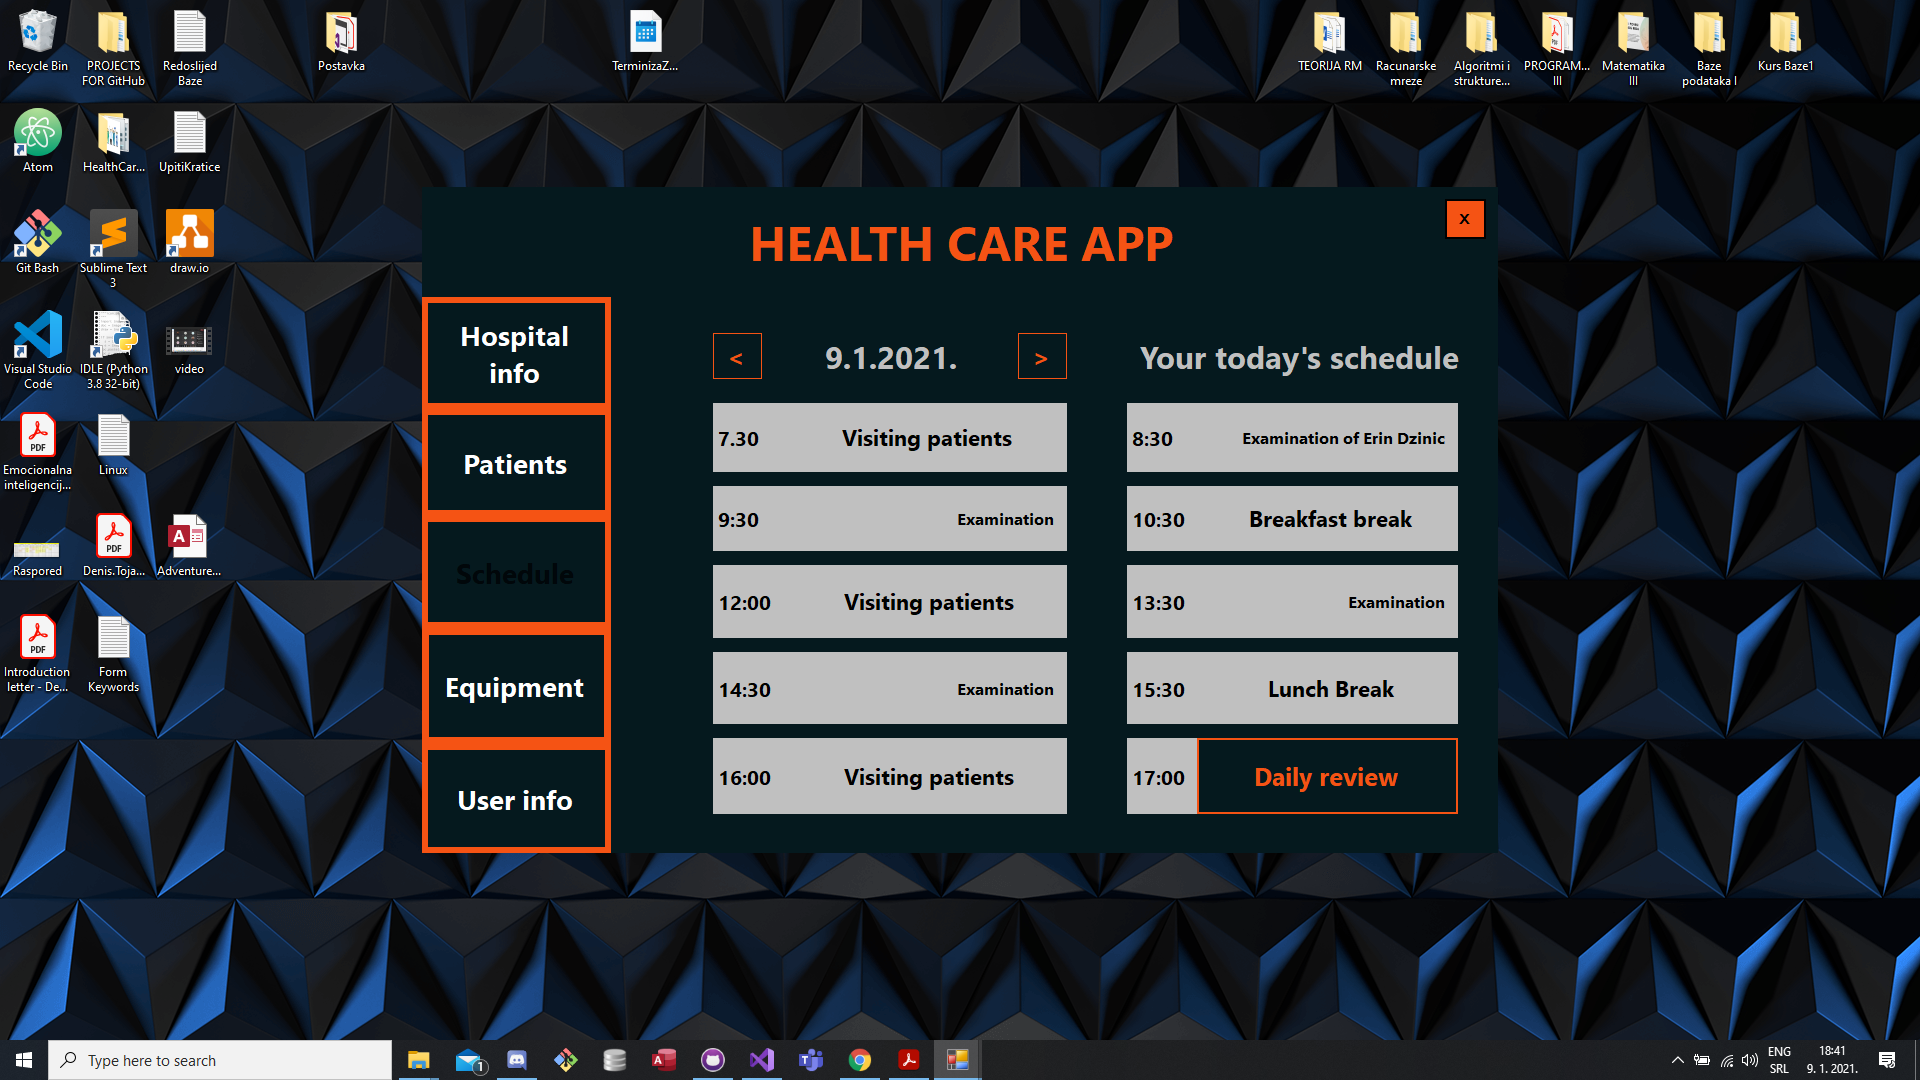 Recycle Bin
PROJECTS
FOR GitHub
Redoslijed
Baze
Postavka
TerminizaZ...
TEORIJA RM
Racunarske
mreze
Algoritmi i
strukture...
PROGRAM...
III
Matematika
III
Baze
podataka I
Kurs Baze1
Atom
HealthCar...
UpitiKratice
Git Bash
Sublime Text
3
draw.io
Visual Studio
Code
IDLE (Python
3.8 32-bit)
video
PDF
Emocionalna
inteligencij...
Linux
Raspored
PDF
Denis.Toja...
A
Adventure...
PDF
Introduction
letter - De...
Form
Keywords
HEALTH CARE APP
x
Hospital
info
Patients
Schedule
Equipment
User info
<
9.1.2021.
>
Your today's schedule
7.30 Visiting patients
8:30 Examination of Erin Dzinic
9:30 Examination
10:30 Breakfast break
12:00 Visiting patients
13:30 Examination
14:30 Examination
15:30 Lunch Break
16:00 Visiting patients
17:00 Daily review
Type here to search
1
ENG
SRL
18:41
9. 1. 2021.